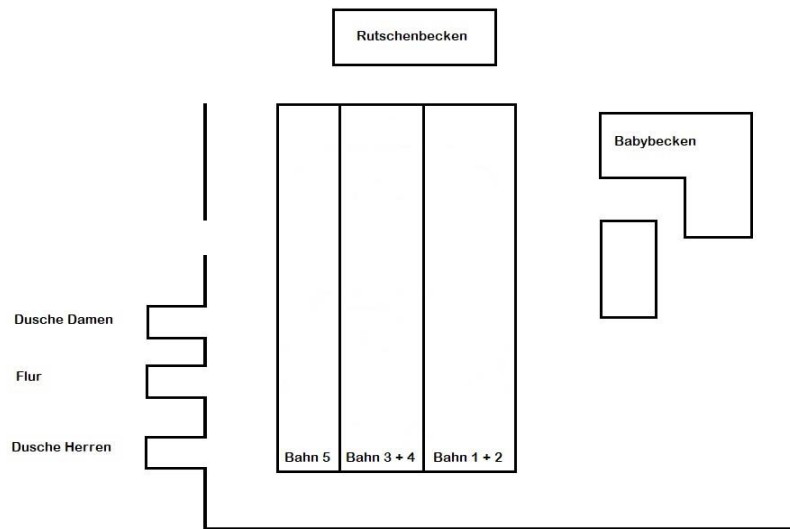 Rutschenbecken
Babybecken
Dusche Damen
Flur
Dusche Herren
Bahn 5
Bahn 3 + 4
Bahn 1 + 2